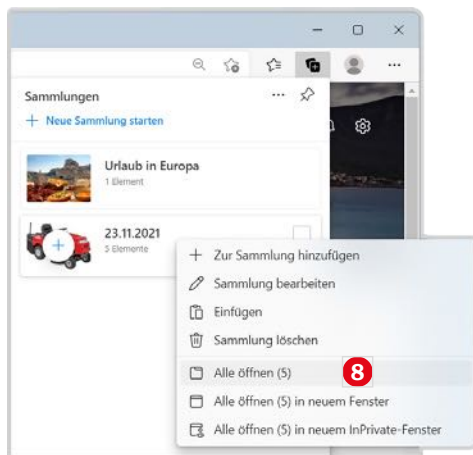 Sammlungen
Neue Sammlung starten
Urlaub in Europa
1 Element
23.11.2021
5 Elemente
Zur Sammlung hinzufügen
Sammlung bearbeiten
Einfügen
Sammlung löschen
Alle öffnen (5) 8
Alle öffnen (5) in neuem Fenster
Alle öffnen (5) in neuem InPrivate-Fenster